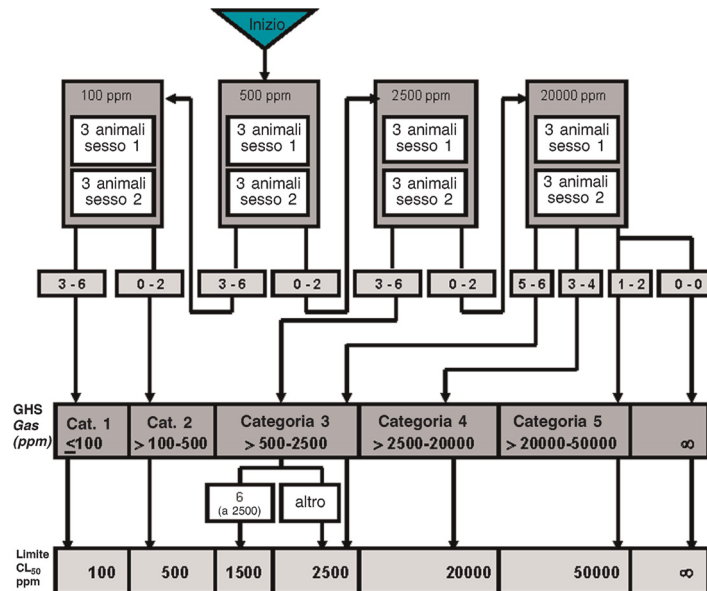 Inizio
100 ppm
500 ppm
2500 ppm
20000 ppm
3 animali
sesso 1
3 animali
sesso 1
3 animali
sesso 1
3 animali
sesso 1
3 animali
sesso 2
3 animali
sesso 2
3 animali
sesso 2
3 animali
sesso 2
3 - 6
0 - 2
3 - 6
0 - 2
3 - 6
0 - 2
5 - 6
3 - 4
1 - 2
0 - 0
GHS
Gas
(ppm)
Cat. 1
≤100
Cat. 2
> 100-500
Categoria 3
> 500-2500
Categoria 4
> 2500-20000
Categoria 5
> 20000-50000
∞
6
(a 2500)
altro
Limite
CL50
ppm
100
500
1500
2500
20000
50000
∞